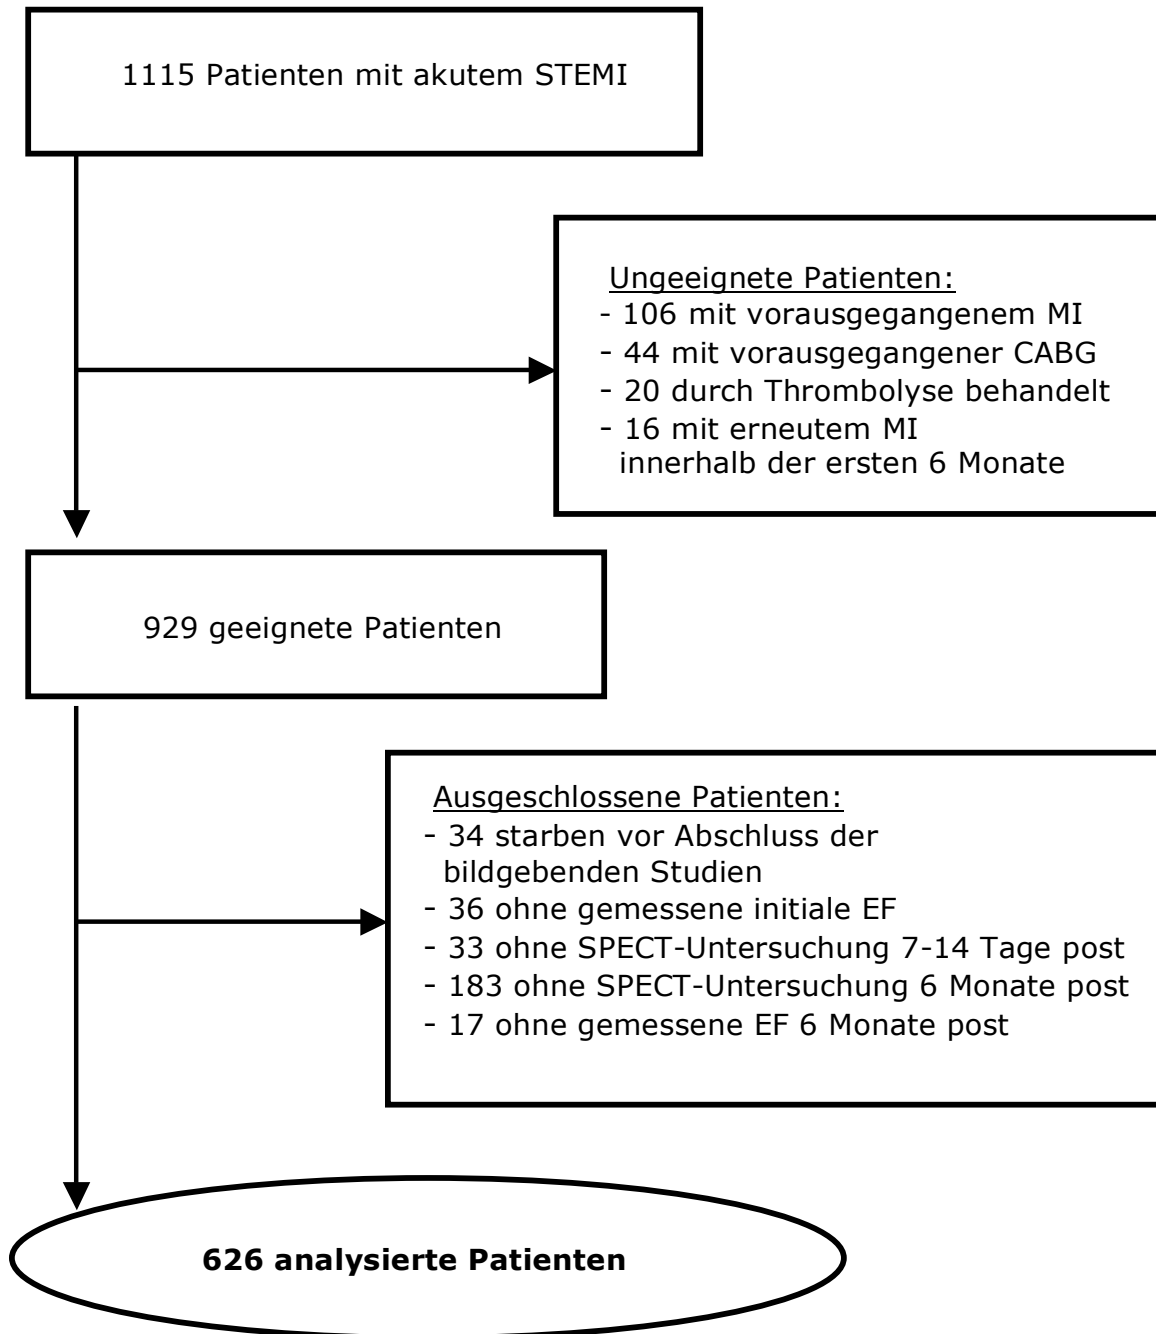 1115 Patienten mit akutem STEMI
Ungeeignete Patienten:
- 106 mit vorausgegangenem MI
- 44 mit vorausgegangener CABG
- 20 durch Thrombolyse behandelt
- 16 mit erneutem MI
innerhalb der ersten 6 Monate
929 geeignete Patienten
Ausgeschlossene Patienten:
- 34 starben vor Abschluss der
bildgebenden Studien
- 36 ohne gemessene initiale EF
- 33 ohne SPECT-Untersuchung 7-14 Tage post
- 183 ohne SPECT-Untersuchung 6 Monate post
- 17 ohne gemessene EF 6 Monate post
626 analysierte Patienten